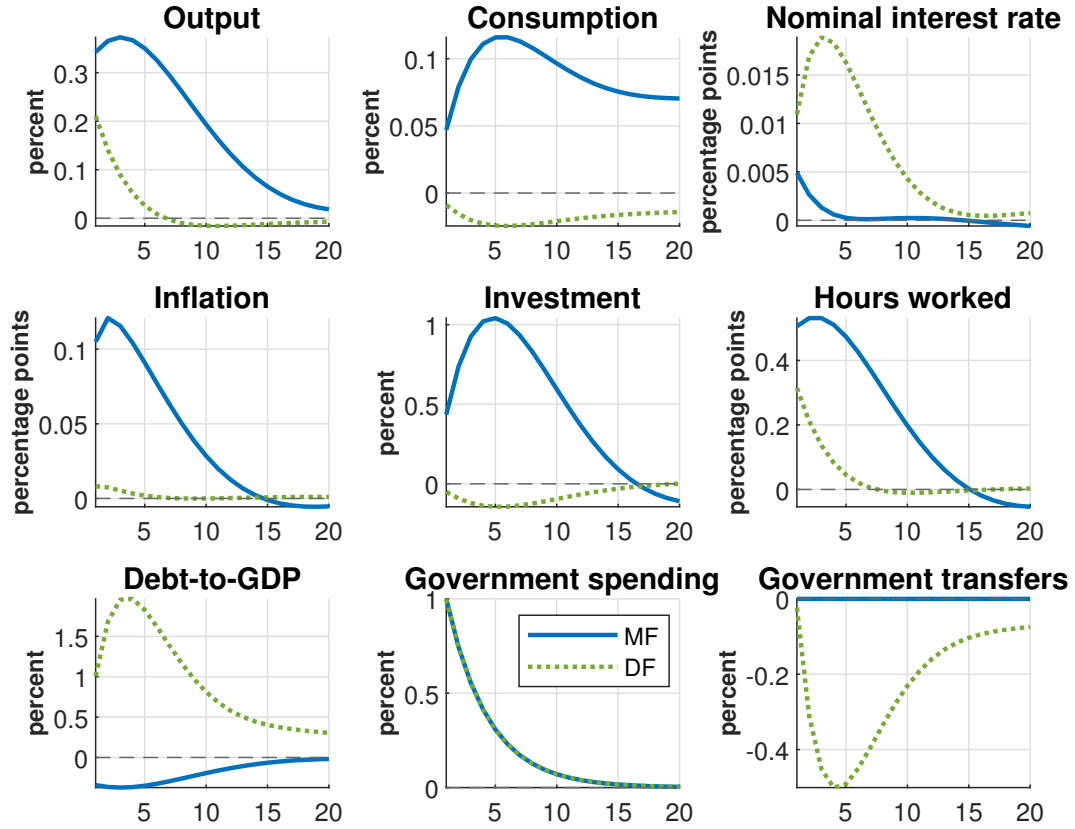 Output
percent
0.3
0.2
0.1
0
5 10 15 20
Consumption
percent
0.1
0.05
0
5 10 15 20
Nominal interest rate
percentage points
0.015
0.01
0.005
0
5 10 15 20
Inflation
percentage points
0.1
0.05
0
5 10 15 20
Investment
percent
1
0.5
0
5 10 15 20
Hours worked
percentage points
0.4
0.2
0
5 10 15 20
Debt-to-GDP
percent
1.5
1
0.5
0
5 10 15 20
Government spending
percent
1
0.5
0
MF
DF
5 10 15 20
Government transfers
percent
0
-0.2
-0.4
5 10 15 20